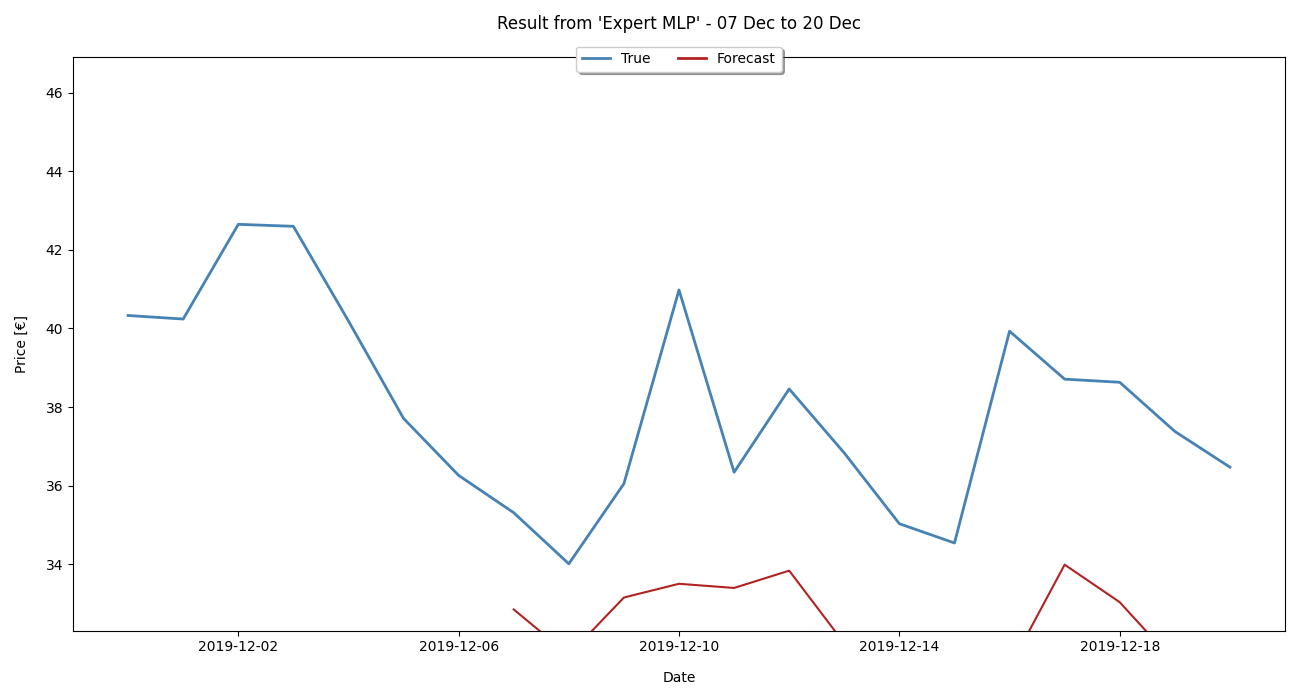 Result from 'Expert MLP' - 07 Dec to 20 Dec
True Forecast
46
44
42
40
38
36
34
Price [€]
2019-12-02 2019-12-06 2019-12-10 2019-12-14 2019-12-18
Date